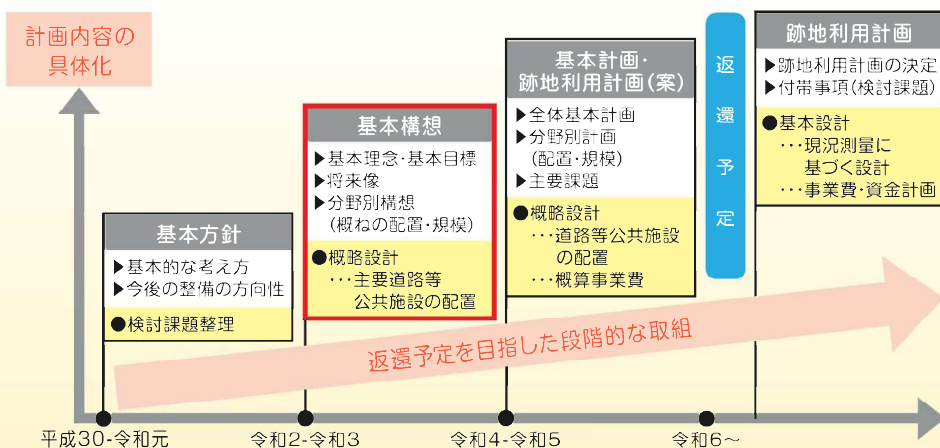 計画内容の
具体化
基本方針
▶基本的な考え方
▶今後の整備の方向性
●検討課題整理
基本構想
▶基本理念・基本目標
▶将来像
▶分野別構想
(概ねの配置・規模)
●概略設計
…主要道路等
公共施設の配置
基本計画・
跡地利用計画(案)
▶全体基本計画
▶分野別計画
(配置・規模)
▶主要課題
●概略設計
…道路等公共施設
の配置
…概算事業費
返還予定
跡地利用計画
▶跡地利用計画の決定
▶付帯事項(検討課題)
●基本設計
…現況測量に
基づく設計
…事業費・資金計画
返還予定を目指した段階的な取組
平成30-令和元
令和2-令和3
令和4-令和5
令和6~